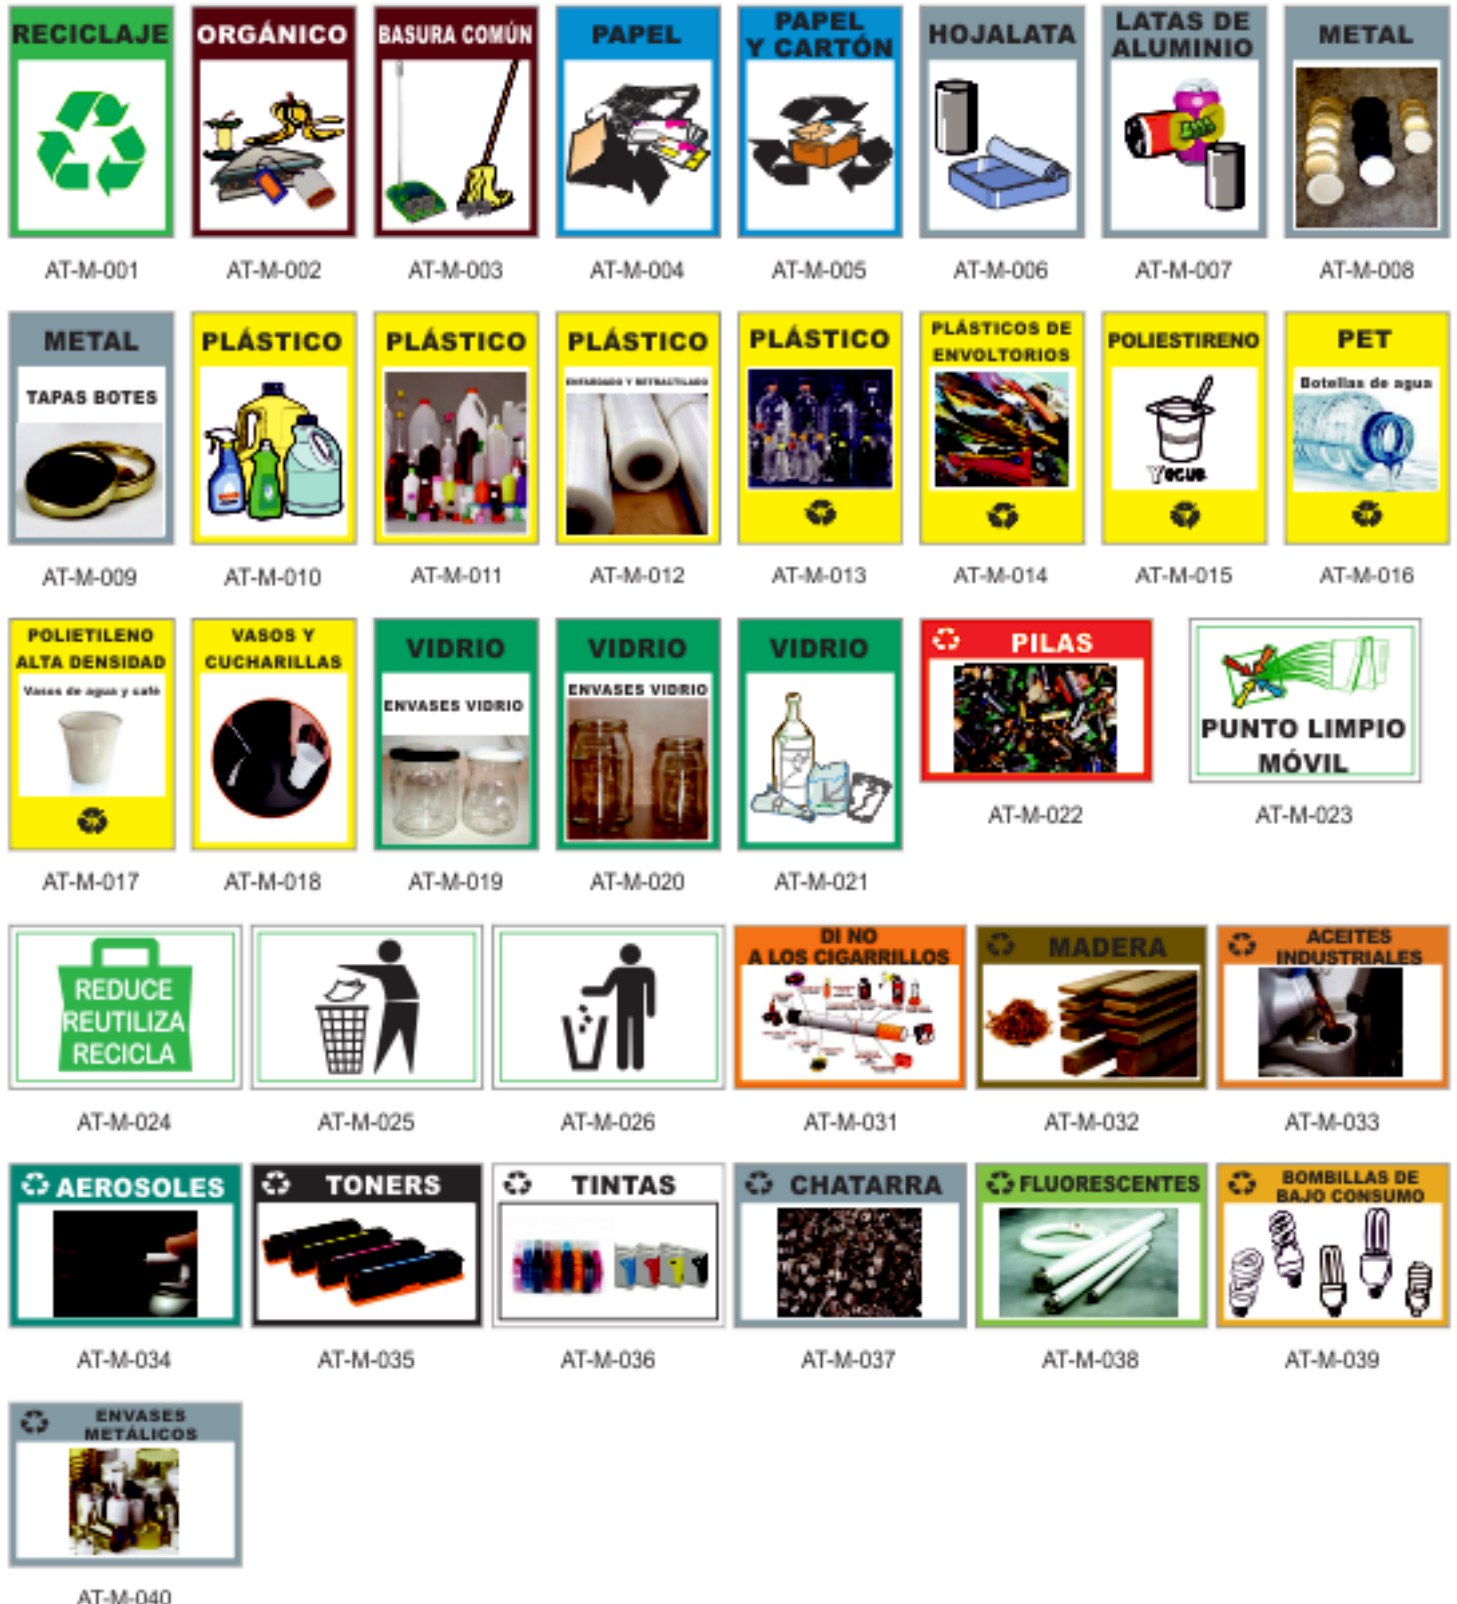 RECICLAJE
ORGÁNICO
BASURA COMÚN
PAPEL
PAPEL
Y CARTÓN
HOJALATA
LATAS DE
ALUMINIO
METAL
AT-M-001
AT-M-002
AT-M-003
AT-M-004
AT-M-005
AT-M-006
AT-M-007
AT-M-008
METAL
TAPAS BOTES
PLÁSTICO
PLÁSTICO
PLÁSTICO
ENFARDADO Y RETRACTILADO
PLÁSTICO
PLÁSTICOS DE
ENVOLTORIOS
POLIESTIRENO
YOGUR
PET
Botellas de agua
AT-M-009
AT-M-010
AT-M-011
AT-M-012
AT-M-013
AT-M-014
AT-M-015
AT-M-016
POLIETILENO
ALTA DENSIDAD
Vasos de agua y café
VASOS Y
CUCHARILLAS
VIDRIO
ENVASES VIDRIO
VIDRIO
ENVASES VIDRIO
VIDRIO
PILAS
PUNTO LIMPIO
MÓVIL
AT-M-022
AT-M-023
AT-M-017
AT-M-018
AT-M-019
AT-M-020
AT-M-021
REDUCE
REUTILIZA
RECICLA
DI NO
A LOS CIGARRILLOS
MADERA
ACEITES
INDUSTRIALES
AT-M-024
AT-M-025
AT-M-026
AT-M-031
AT-M-032
AT-M-033
AEROSOLES
TONERS
TINTAS
CHATARRA
FLUORESCENTES
BOMBILLAS DE
BAJO CONSUMO
AT-M-034
AT-M-035
AT-M-036
AT-M-037
AT-M-038
AT-M-039
ENVASES
METÁLICOS
AT-M-040